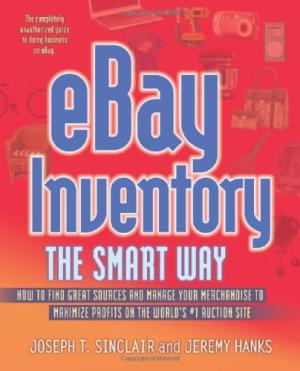 The completely
unauthorized guide
to doing business
on eBay.
eBay
Inventory
THE SMART WAY
HOW TO FIND GREAT SOURCES AND MANAGE YOUR MERCHANDISE TO
MAXIMIZE PROFITS ON THE WORLD'S #1 AUCTION SITE
JOSEPH T. SINCLAIR and JEREMY HANKS